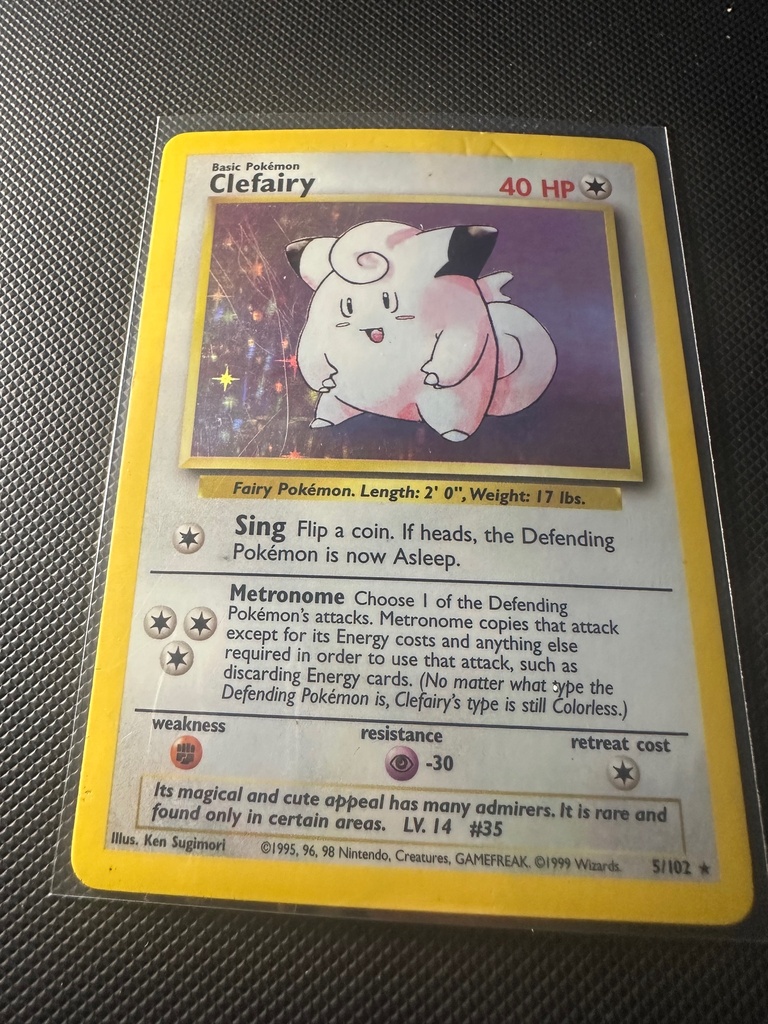 Basic Pokémon
Clefairy
40 HP
Fairy Pokémon. Length: 2' 0", Weight: 17 lbs.
Sing Flip a coin. If heads, the Defending
Pokémon is now Asleep.
Metronome Choose 1 of the Defending
Pokémon's attacks. Metronome copies that attack
except for its Energy costs and anything else
required in order to use that attack, such as
discarding Energy cards. (No matter what type the
Defending Pokémon is, Clefairy's type is still Colorless.)
weakness
resistance
retreat cost
-30
Its magical and cute appeal has many admirers. It is rare and
found only in certain areas. LV. 14 #35
Illus. Ken Sugimori
©1995, 96, 98 Nintendo, Creatures, GAMEFREAK. ©1999 Wizards.
5/102 ★